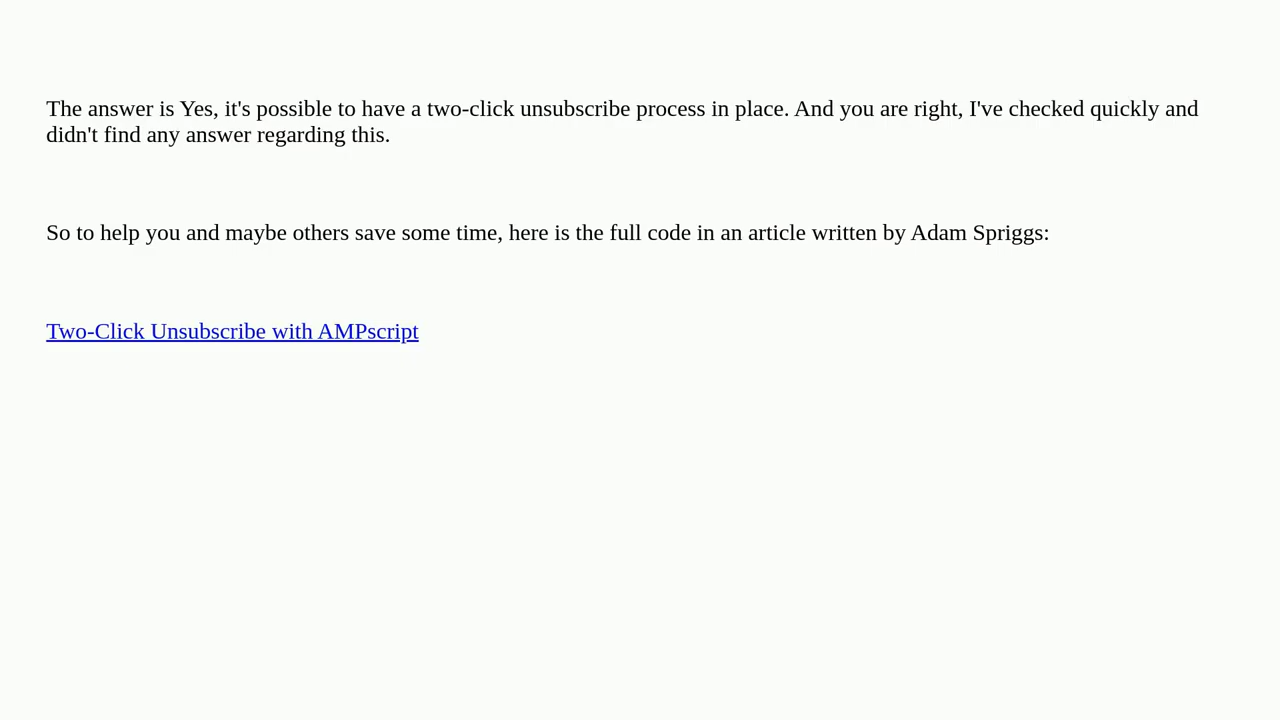 The answer is Yes, it's possible to have a two-click unsubscribe process in place. And you are right, I've checked quickly and
didn't find any answer regarding this.
So to help you and maybe others save some time, here is the full code in an article written by Adam Spriggs:
Two-Click Unsubscribe with AMPscript